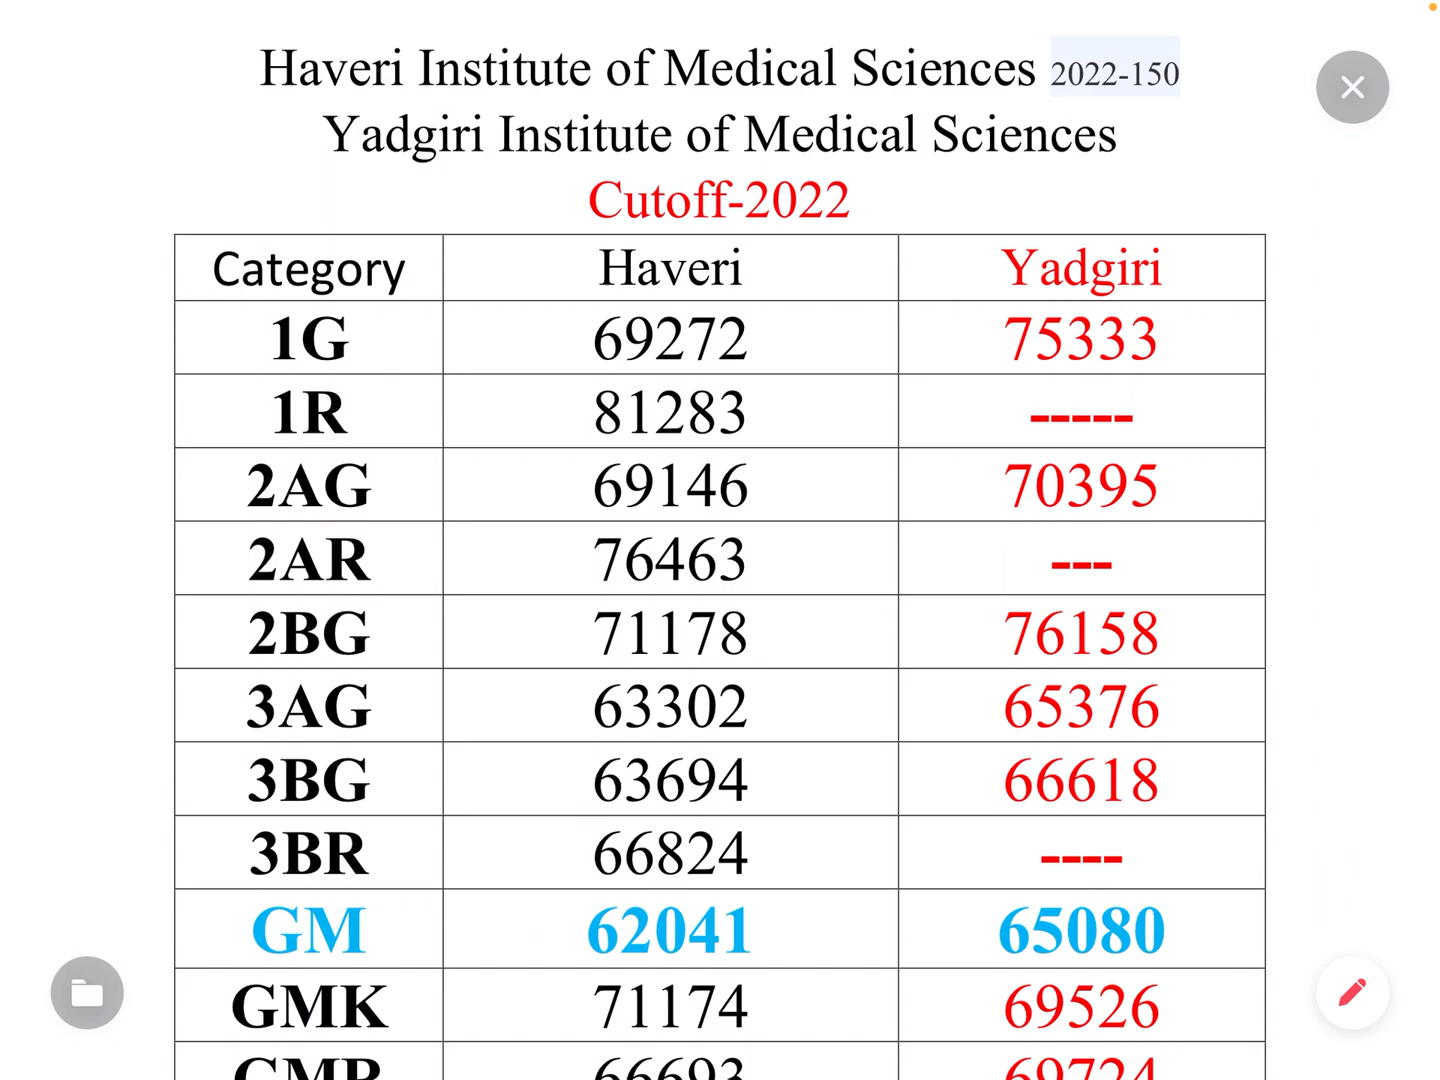 Haveri Institute of Medical Sciences 2022-150
Yadgiri Institute of Medical Sciences
Cutoff-2022
Category Haveri Yadgiri
1G 69272 75333
1R 81283 -----
2AG 69146 70395
2AR 76463 ---
2BG 71178 76158
3AG 63302 65376
3BG 63694 66618
3BR 66824 ----
GM 62041 65080
GMK 71174 69526
GMR 66693 69724